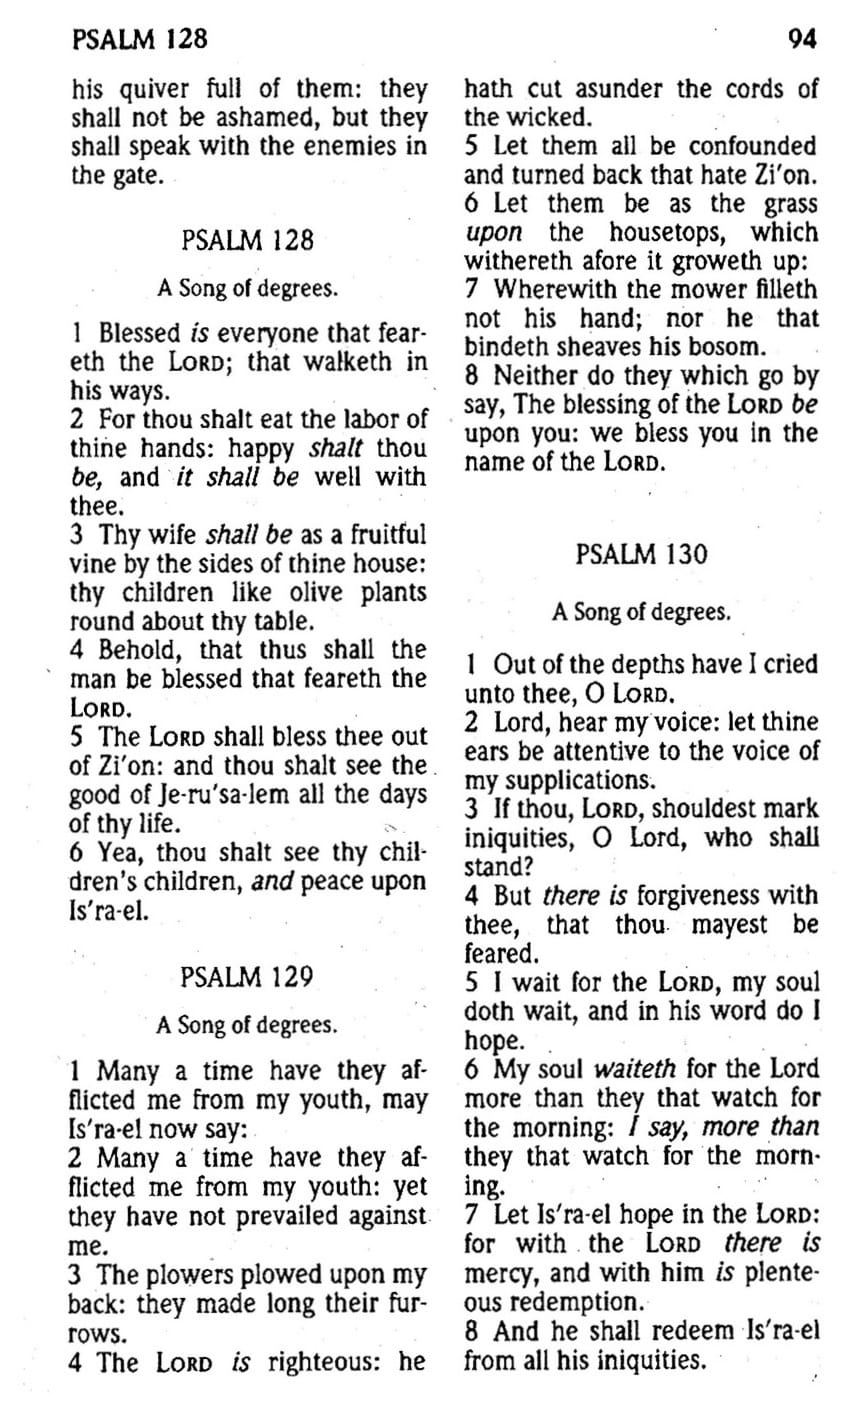 PSALM 128
94
his quiver full of them: they
shall not be ashamed, but they
shall speak with the enemies in
the gate.
PSALM 128
A Song of degrees.
1 Blessed is everyone that fear-
eth the LORD; that walketh in
his ways.
2 For thou shalt eat the labor of
thine hands: happy shalt thou
be, and it shall be well with
thee.
3 Thy wife shall be as a fruitful
vine by the sides of thine house:
thy children like olive plants
round about thy table.
4 Behold, that thus shall the
man be blessed that feareth the
LORD.
5 The LORD shall bless thee out
of Zi'on: and thou shalt see the
good of Je-ru'sa-lem all the days
of thy life.
6 Yea, thou shalt see thy chil-
dren's children, and peace upon
Is'ra-el.
PSALM 129
A Song of degrees.
1 Many a time have they af-
flicted me from my youth, may
Is'ra-el now say:
2 Many a time have they af-
flicted me from my youth: yet
they have not prevailed against
me.
3 The plowers plowed upon my
back: they made long their fur-
rows.
4 The LORD is righteous: he
hath cut asunder the cords of
the wicked.
5 Let them all be confounded
and turned back that hate Zi'on.
6 Let them be as the grass
upon the housetops, which
withereth afore it groweth up:
7 Wherewith the mower filleth
not his hand; nor he that
bindeth sheaves his bosom.
8 Neither do they which go by
say, The blessing of the LORD be
upon you: we bless you in the
name of the LORD.
PSALM 130
A Song of degrees.
1 Out of the depths have I cried
unto thee, O LORD.
2 Lord, hear my voice: let thine
ears be attentive to the voice of
my supplications.
3 If thou, LORD, shouldest mark
iniquities, O Lord, who shall
stand?
4 But there is forgiveness with
thee, that thou mayest be
feared.
5 I wait for the LORD, my soul
doth wait, and in his word do I
hope.
6 My soul waiteth for the Lord
more than they that watch for
the morning: I say, more than
they that watch for the morn-
ing.
7 Let Is'ra-el hope in the LORD:
for with the LORD there is
mercy, and with him is plente-
ous redemption.
8 And he shall redeem Is'ra-el
from all his iniquities.